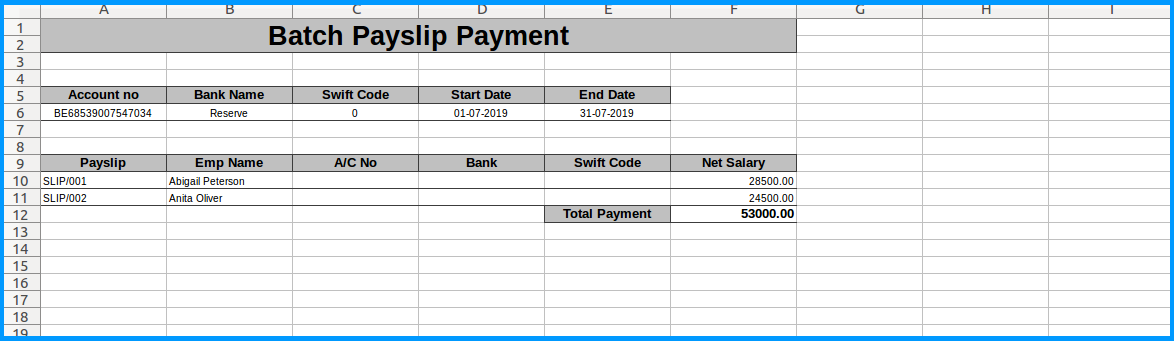 A B C D E F G H I
1 Batch Payslip Payment
2
3
4
5 Account no Bank Name Swift Code Start Date End Date
6 BE68539007547034 Reserve 0 01-07-2019 31-07-2019
7
8
9 Payslip Emp Name A/C No Bank Swift Code Net Salary
10 SLIP/001 Abigail Peterson 28500.00
11 SLIP/002 Anita Oliver 24500.00
12 Total Payment 53000.00
13
14
15
16
17
18
19